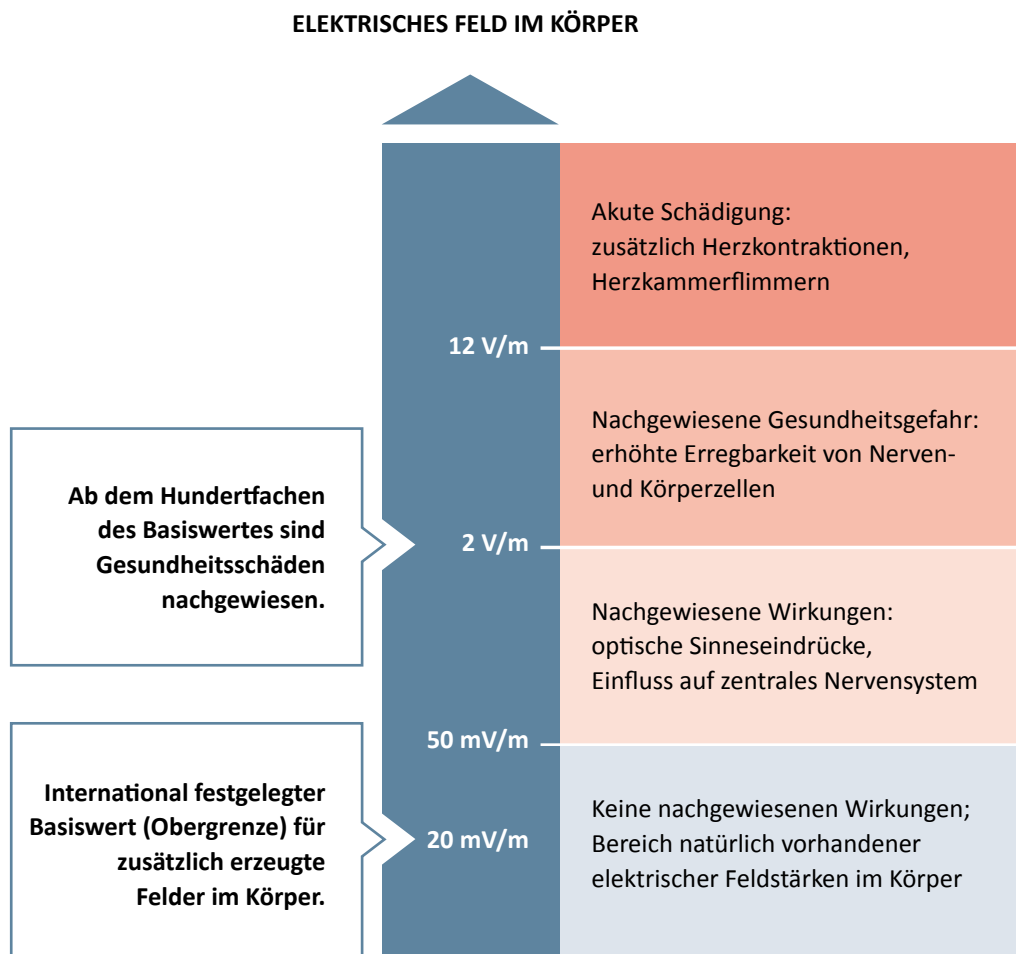 ELEKTRISCHES FELD IM KÖRPER
Akute Schädigung:
zusätzlich Herzkontraktionen,
Herzkammerflimmern
12 V/m
Nachgewiesene Gesundheitsgefahr:
erhöhte Erregbarkeit von Nerven-
und Körperzellen
Ab dem Hundertfachen
des Basiswertes sind
Gesundheitsschäden
nachgewiesen.
2 V/m
Nachgewiesene Wirkungen:
optische Sinneseindrücke,
Einfluss auf zentrales Nervensystem
50 mV/m
International festgelegter
Basiswert (Obergrenze) für
zusätzlich erzeugte
Felder im Körper.
20 mV/m
Keine nachgewiesenen Wirkungen;
Bereich natürlich vorhandener
elektrischer Feldstärken im Körper